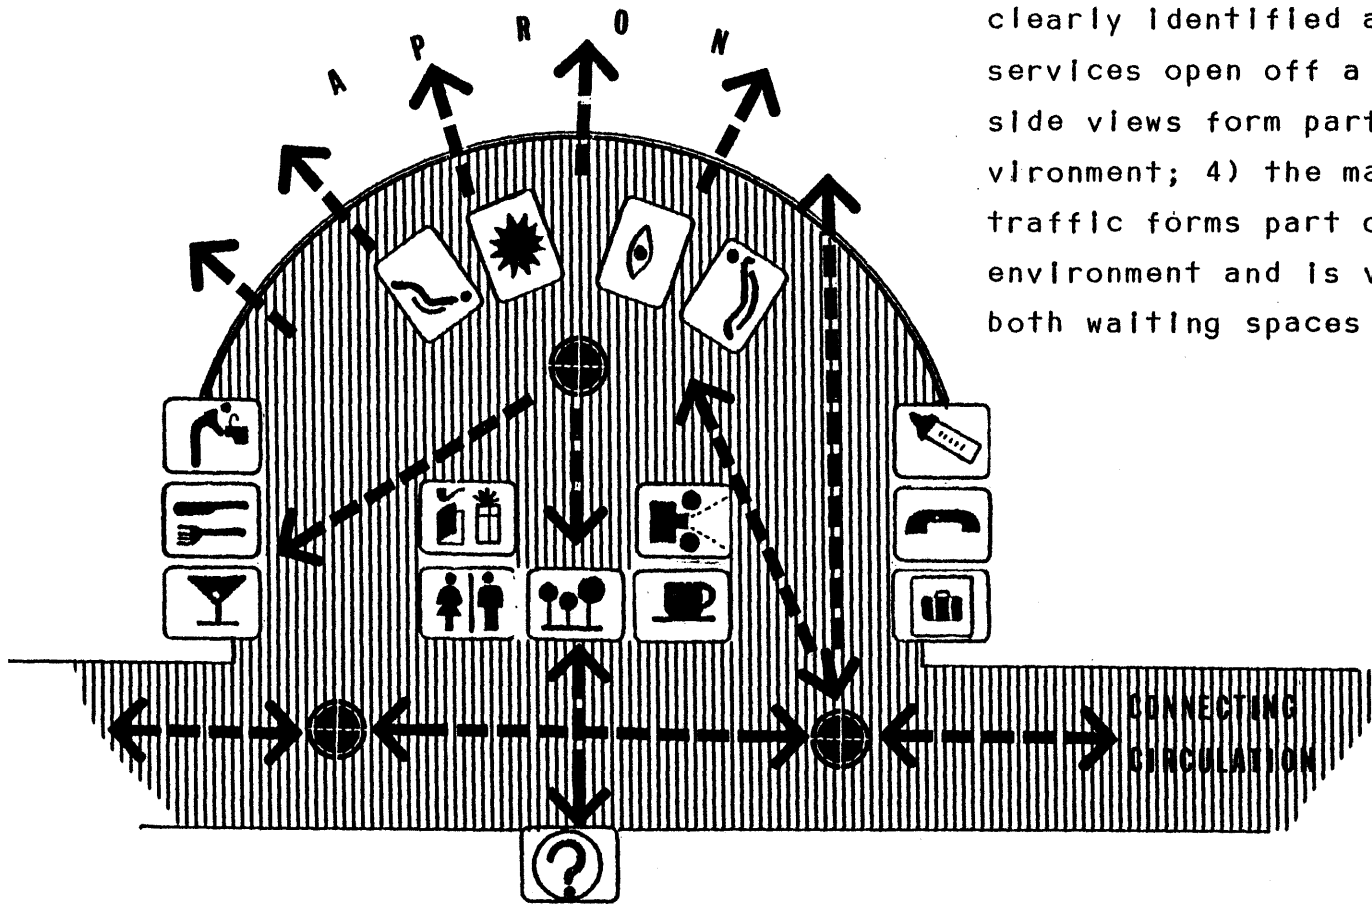 A P R O N
clearly identified a
services open off a
side views form part
vironment; 4) the ma
traffic forms part o
environment and is v
both waiting spaces
CONNECTING
CIRCULATION
?